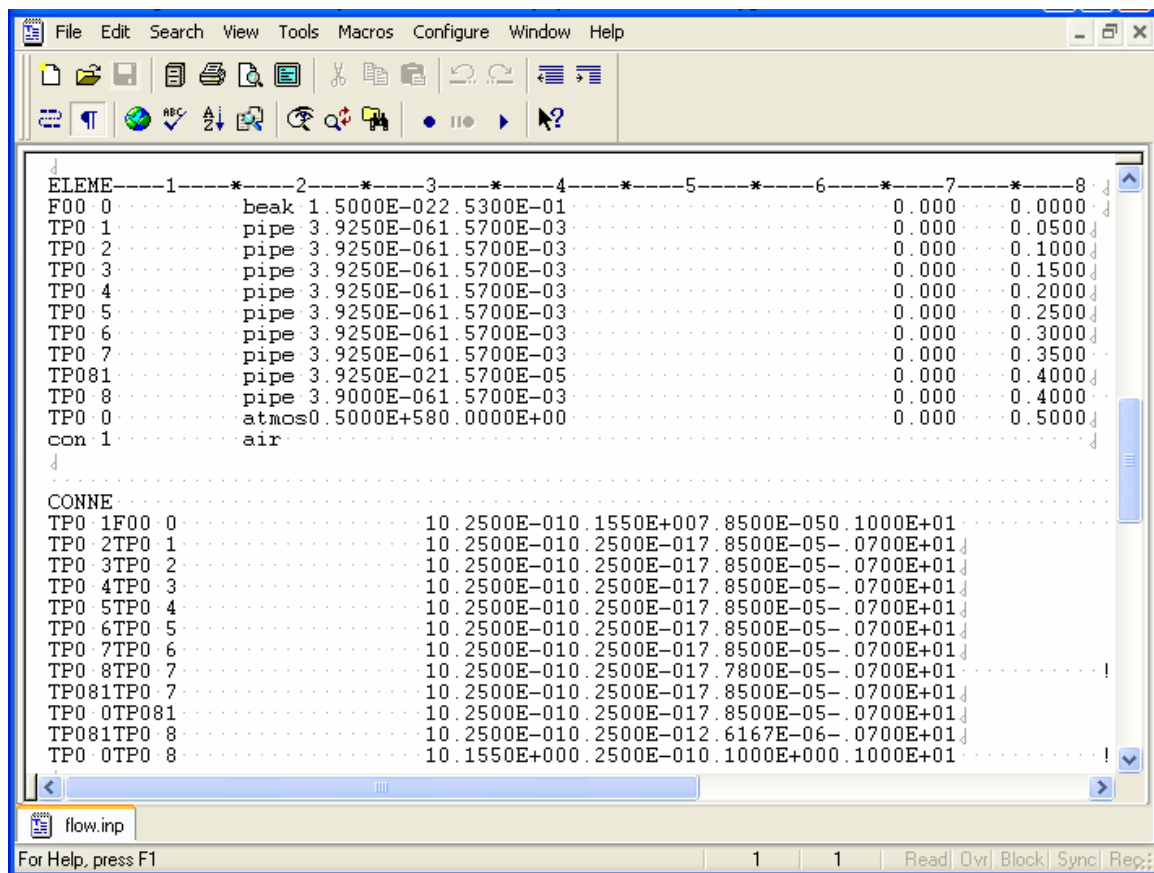 File Edit Search View Tools Macros Configure Window Help
ELEME----1----*----2----*----3----*----4----*----5----*----6----*----7----*----8
F00 0          beak 1.5000E-022.5300E-01                         0.000    0.0000
TP0 1          pipe 3.9250E-061.5700E-03                         0.000    0.0500
TP0 2          pipe 3.9250E-061.5700E-03                         0.000    0.1000
TP0 3          pipe 3.9250E-061.5700E-03                         0.000    0.1500
TP0 4          pipe 3.9250E-061.5700E-03                         0.000    0.2000
TP0 5          pipe 3.9250E-061.5700E-03                         0.000    0.2500
TP0 6          pipe 3.9250E-061.5700E-03                         0.000    0.3000
TP0 7          pipe 3.9250E-061.5700E-03                         0.000    0.3500
TP081          pipe 3.9250E-021.5700E-05                         0.000    0.4000
TP0 8          pipe 3.9000E-061.5700E-03                         0.000    0.4000
TP0 0          atmos0.5000E+580.0000E+00                         0.000    0.5000
con 1          air
CONNE
TP0 1F00 0                   10.2500E-010.1550E+007.8500E-050.1000E+01
TP0 2TP0 1                   10.2500E-010.2500E-017.8500E-05-.0700E+01
TP0 3TP0 2                   10.2500E-010.2500E-017.8500E-05-.0700E+01
TP0 4TP0 3                   10.2500E-010.2500E-017.8500E-05-.0700E+01
TP0 5TP0 4                   10.2500E-010.2500E-017.8500E-05-.0700E+01
TP0 6TP0 5                   10.2500E-010.2500E-017.8500E-05-.0700E+01
TP0 7TP0 6                   10.2500E-010.2500E-017.8500E-05-.0700E+01
TP0 8TP0 7                   10.2500E-010.2500E-017.7800E-05-.0700E+01           !
TP081TP0 7                   10.2500E-010.2500E-017.8500E-05-.0700E+01
TP0 0TP081                   10.2500E-010.2500E-017.8500E-05-.0700E+01
TP081TP0 8                   10.2500E-010.2500E-012.6167E-06-.0700E+01
TP0 0TP0 8                   10.1550E+000.2500E-010.1000E+000.1000E+01           !
flow.inp
For Help, press F1 1 1 Read Ovr Block Sync Rec